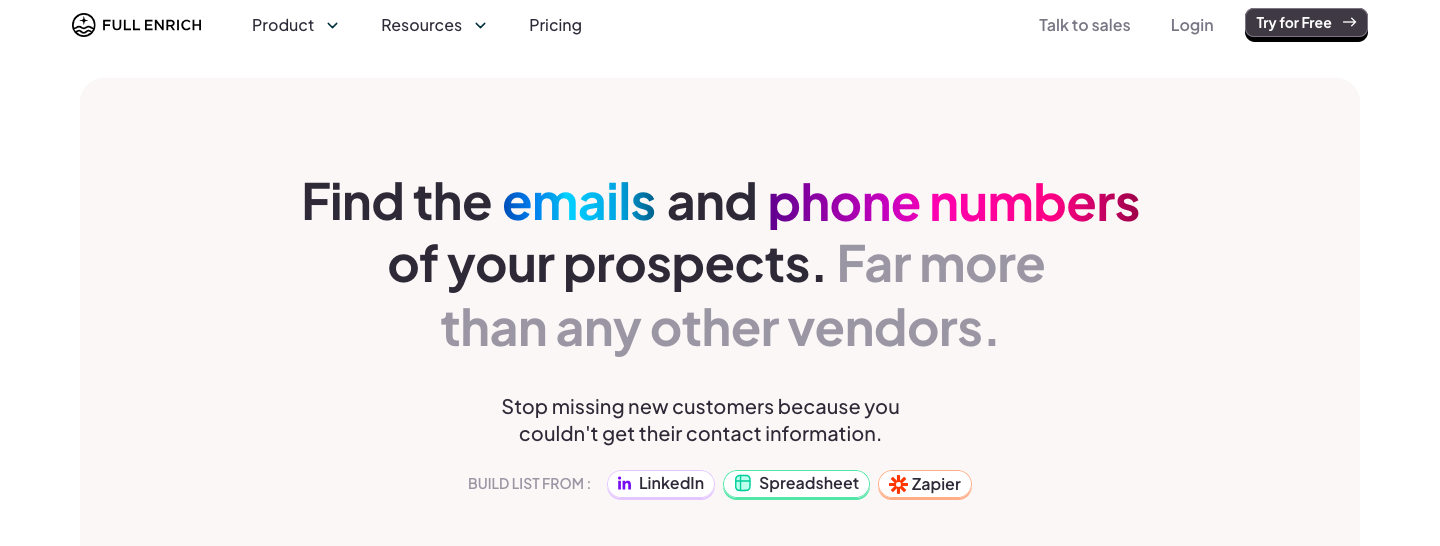 FULL ENRICH Product Resources Pricing Talk to sales Login Try for Free →
Find the emails and phone numbers
of your prospects. Far more
than any other vendors.
Stop missing new customers because you
couldn't get their contact information.
BUILD LIST FROM : in LinkedIn Spreadsheet Zapier